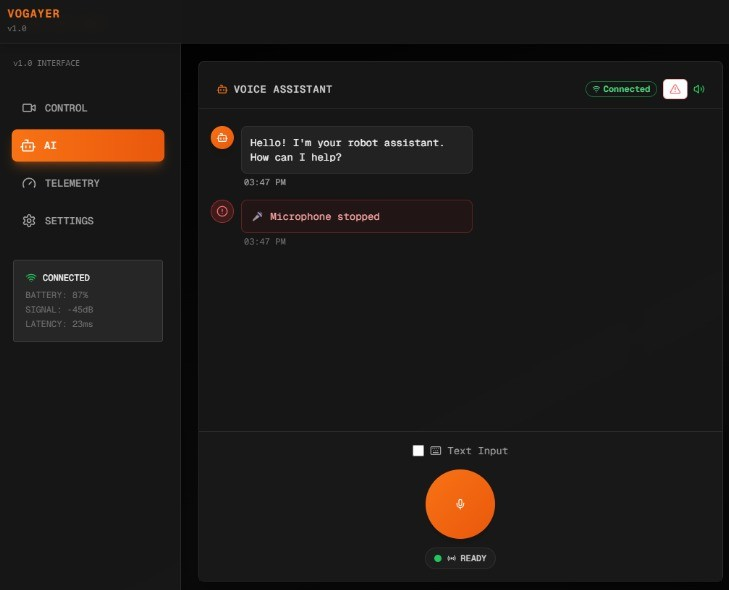 VOGAYER
v1.0
v1.0 INTERFACE
CONTROL
AI
TELEMETRY
SETTINGS
CONNECTED
BATTERY: 87%
SIGNAL: -45dB
LATENCY: 23ms
VOICE ASSISTANT
Connected
Hello! I'm your robot assistant.
How can I help?
03:47 PM
Microphone stopped
03:47 PM
Text Input
READY